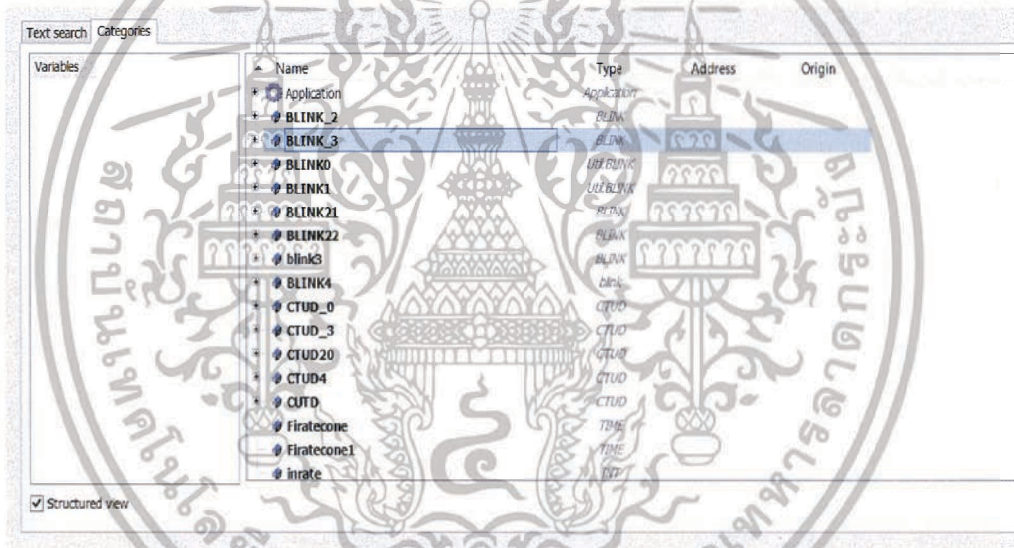 Text search Categories
Variables
Name Type Address Origin
Application Application
BLINK_2 BLINK
BLINK_3 BLINK
BLINK0 Util.BLINK
BLINK1 Util.BLINK
BLINK21 BLINK
BLINK22 BLINK
blink3 BLINK
BLINK4 blink
CTUD_0 CTUD
CTUD_3 CTUD
CTUD20 CTUD
CTUD4 CTUD
CUTD CTUD
Firatecone TIME
Firatecone1 TIME
inrate INT
Structured view